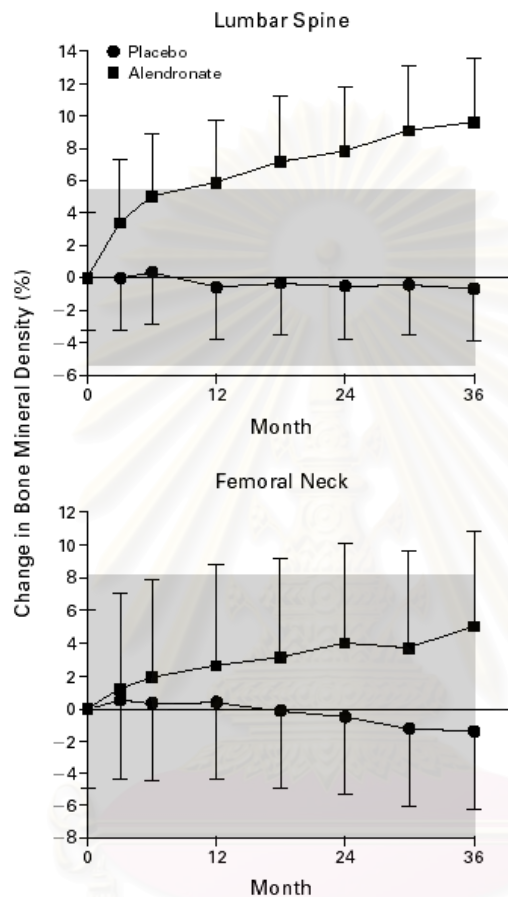 Lumbar Spine
Placebo
Alendronate
14
12
10
8
6
4
2
0
−2
−4
−6
0 12 24 36
Month
Change in Bone Mineral Density (%)
Femoral Neck
12
10
8
6
4
2
0
−2
−4
−6
−8
0 12 24 36
Month